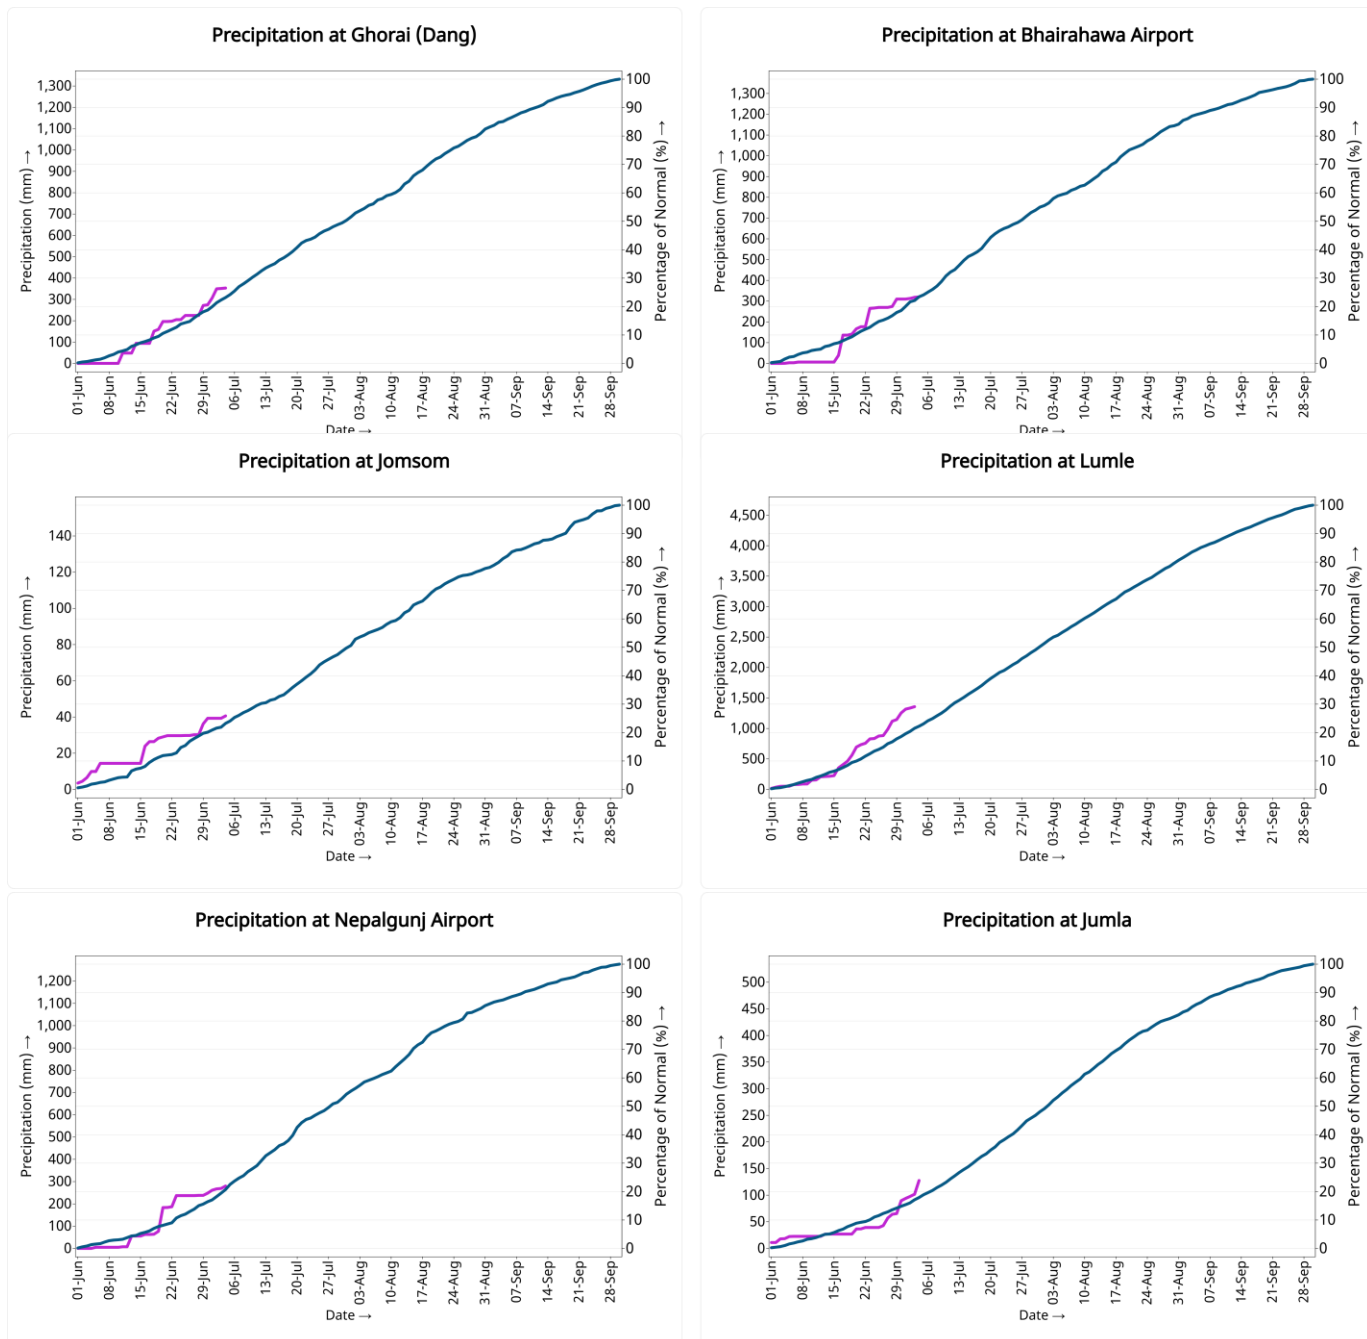 Precipitation at Ghorai (Dang)
Precipitation (mm) →
1,300
1,200
1,100
1,000
900
800
700
600
500
400
300
200
100
0
100
90
80
70
60
50
40
30
20
10
0
Percentage of Normal (%) →
01-Jun
08-Jun
15-Jun
22-Jun
29-Jun
06-Jul
13-Jul
20-Jul
27-Jul
03-Aug
10-Aug
17-Aug
24-Aug
31-Aug
07-Sep
14-Sep
21-Sep
28-Sep
Date →
Precipitation at Bhairahawa Airport
Precipitation (mm) →
1,300
1,200
1,100
1,000
900
800
700
600
500
400
300
200
100
0
100
90
80
70
60
50
40
30
20
10
0
Percentage of Normal (%) →
01-Jun
08-Jun
15-Jun
22-Jun
29-Jun
06-Jul
13-Jul
20-Jul
27-Jul
03-Aug
10-Aug
17-Aug
24-Aug
31-Aug
07-Sep
14-Sep
21-Sep
28-Sep
Date →
Precipitation at Jomsom
Precipitation (mm) →
140
120
100
80
60
40
20
0
100
90
80
70
60
50
40
30
20
10
0
Percentage of Normal (%) →
01-Jun
08-Jun
15-Jun
22-Jun
29-Jun
06-Jul
13-Jul
20-Jul
27-Jul
03-Aug
10-Aug
17-Aug
24-Aug
31-Aug
07-Sep
14-Sep
21-Sep
28-Sep
Date →
Precipitation at Lumle
Precipitation (mm) →
4,500
4,000
3,500
3,000
2,500
2,000
1,500
1,000
500
0
100
90
80
70
60
50
40
30
20
10
0
Percentage of Normal (%) →
01-Jun
08-Jun
15-Jun
22-Jun
29-Jun
06-Jul
13-Jul
20-Jul
27-Jul
03-Aug
10-Aug
17-Aug
24-Aug
31-Aug
07-Sep
14-Sep
21-Sep
28-Sep
Date →
Precipitation at Nepalgunj Airport
Precipitation (mm) →
1,200
1,100
1,000
900
800
700
600
500
400
300
200
100
0
100
90
80
70
60
50
40
30
20
10
0
Percentage of Normal (%) →
01-Jun
08-Jun
15-Jun
22-Jun
29-Jun
06-Jul
13-Jul
20-Jul
27-Jul
03-Aug
10-Aug
17-Aug
24-Aug
31-Aug
07-Sep
14-Sep
21-Sep
28-Sep
Date →
Precipitation at Jumla
Precipitation (mm) →
500
450
400
350
300
250
200
150
100
50
0
100
90
80
70
60
50
40
30
20
10
0
Percentage of Normal (%) →
01-Jun
08-Jun
15-Jun
22-Jun
29-Jun
06-Jul
13-Jul
20-Jul
27-Jul
03-Aug
10-Aug
17-Aug
24-Aug
31-Aug
07-Sep
14-Sep
21-Sep
28-Sep
Date →